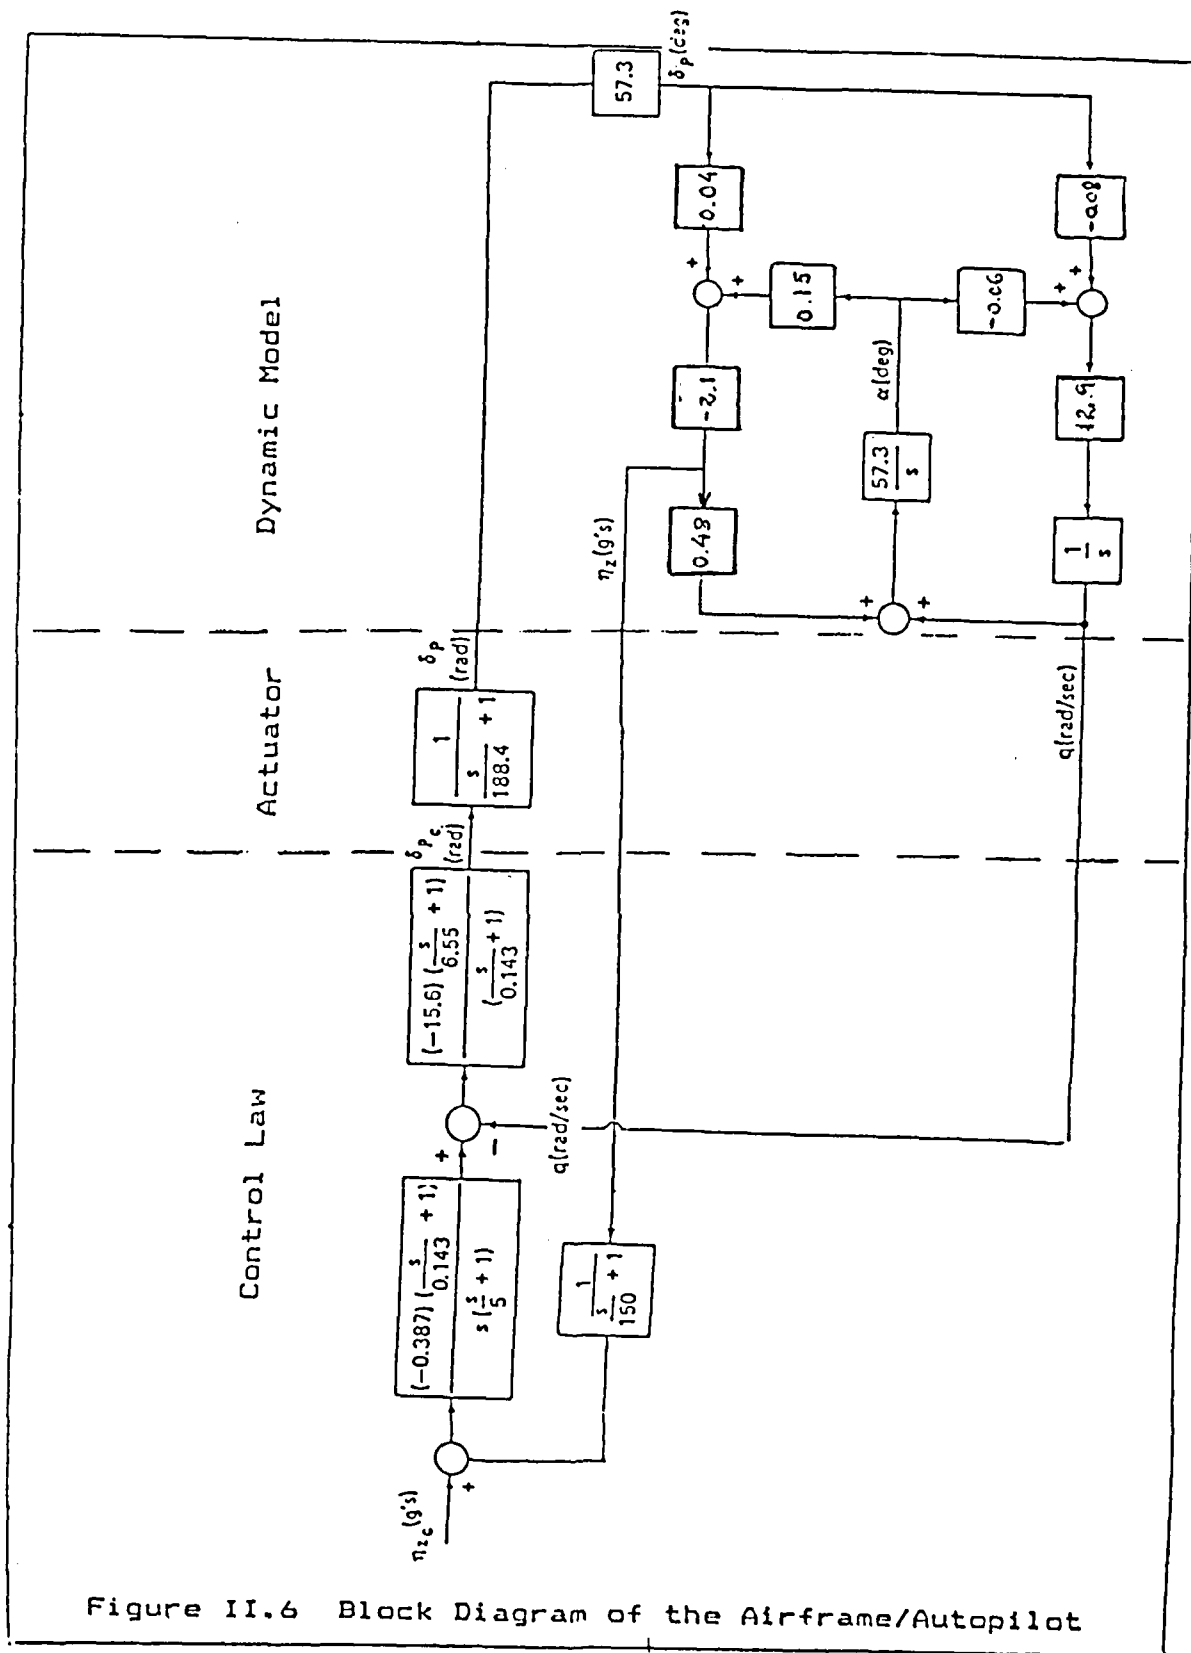 Control Law
Actuator
Dynamic Model
η_zc (g's)
+
+
(-0.387) (s/0.143 + 1)
s (s/5 + 1)
+
-
(-15.6) (s/6.55 + 1)
(s/0.143 + 1)
δ_Pc (rad)
1
s/188.4 + 1
δ_P (rad)
57.3
δ_P (deg)
1
s/150 + 1
q(rad/sec)
η_z (g's)
0.48
-2.1
+
+
0.04
0.15
+
+
57.3
s
α(deg)
-0.06
q(rad/sec)
1
s
12.9
+
+
-0.08
Figure II.6 Block Diagram of the Airframe/Autopilot